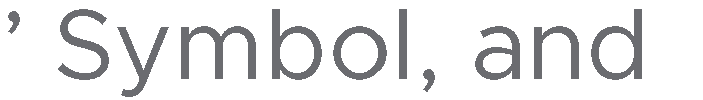 ’ Symbol, and